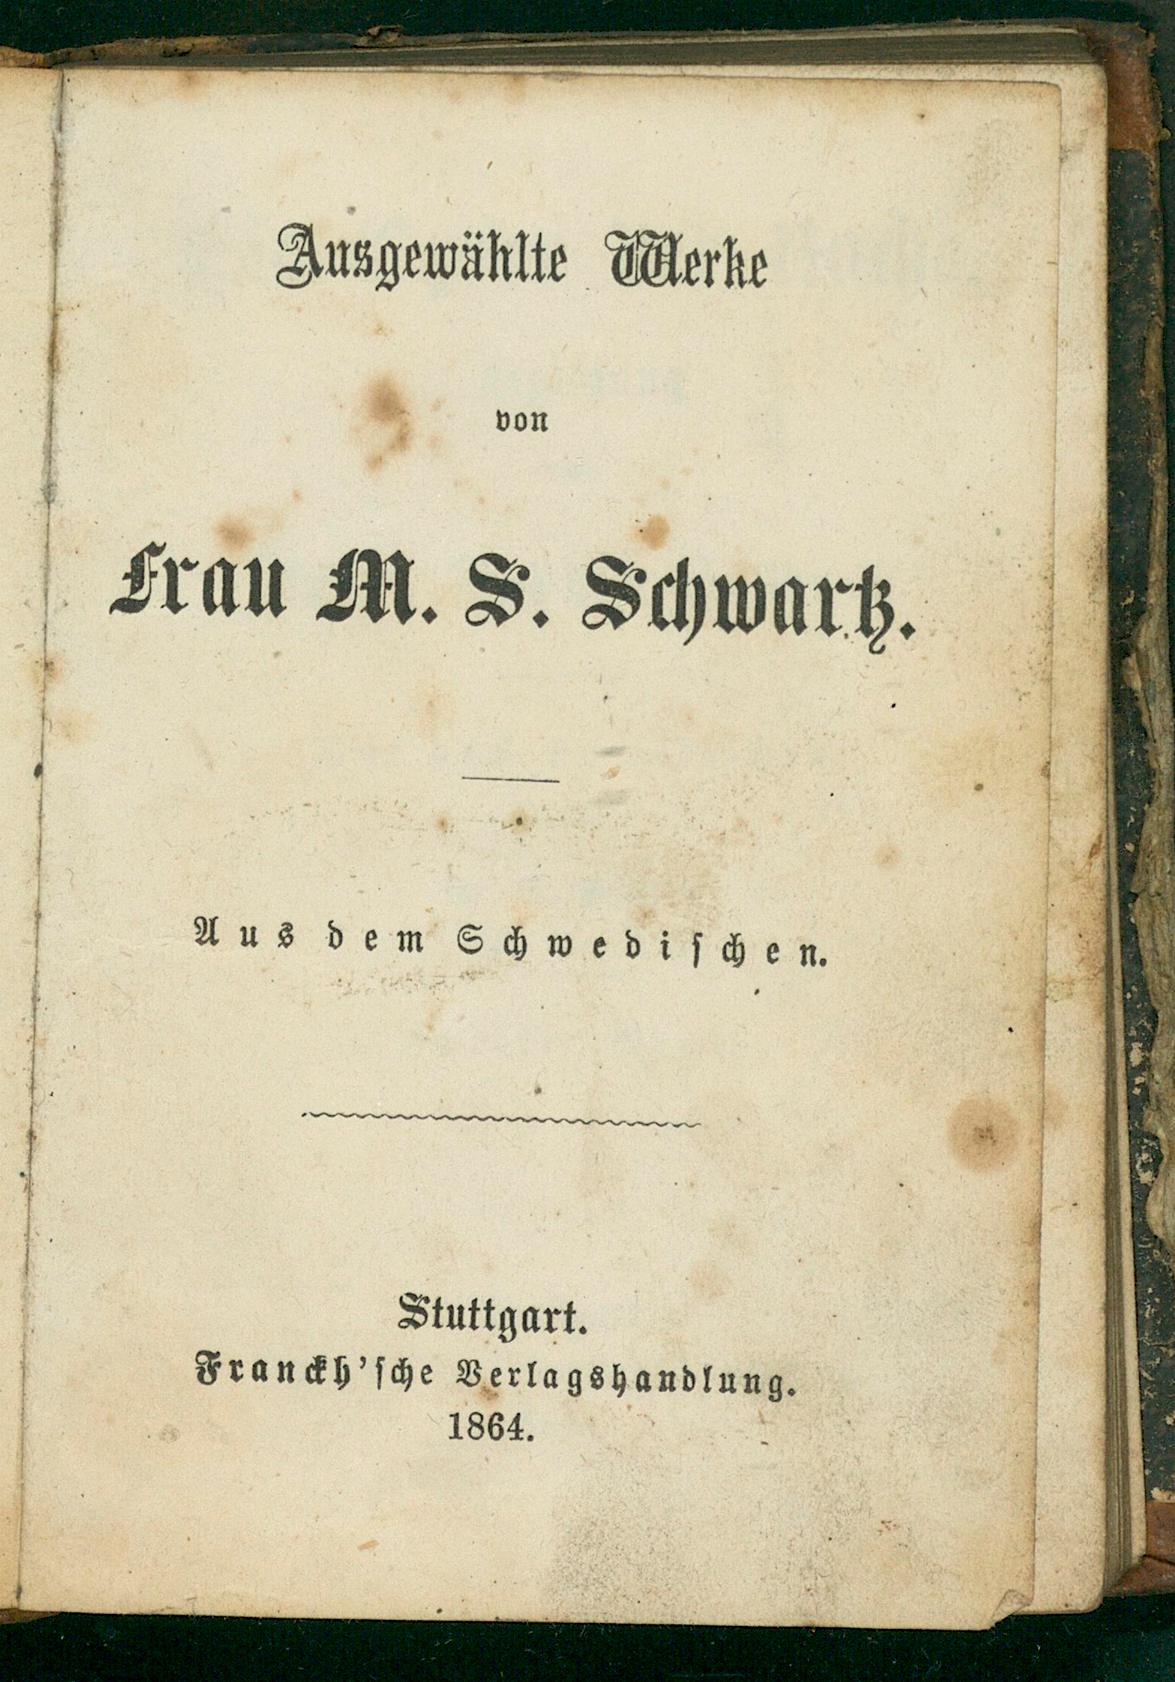 Ausgewählte Werke
von
Frau M. S. Schwartz.
Aus dem Schwedischen.
Stuttgart.
Franckh'sche Verlagshandlung.
1864.